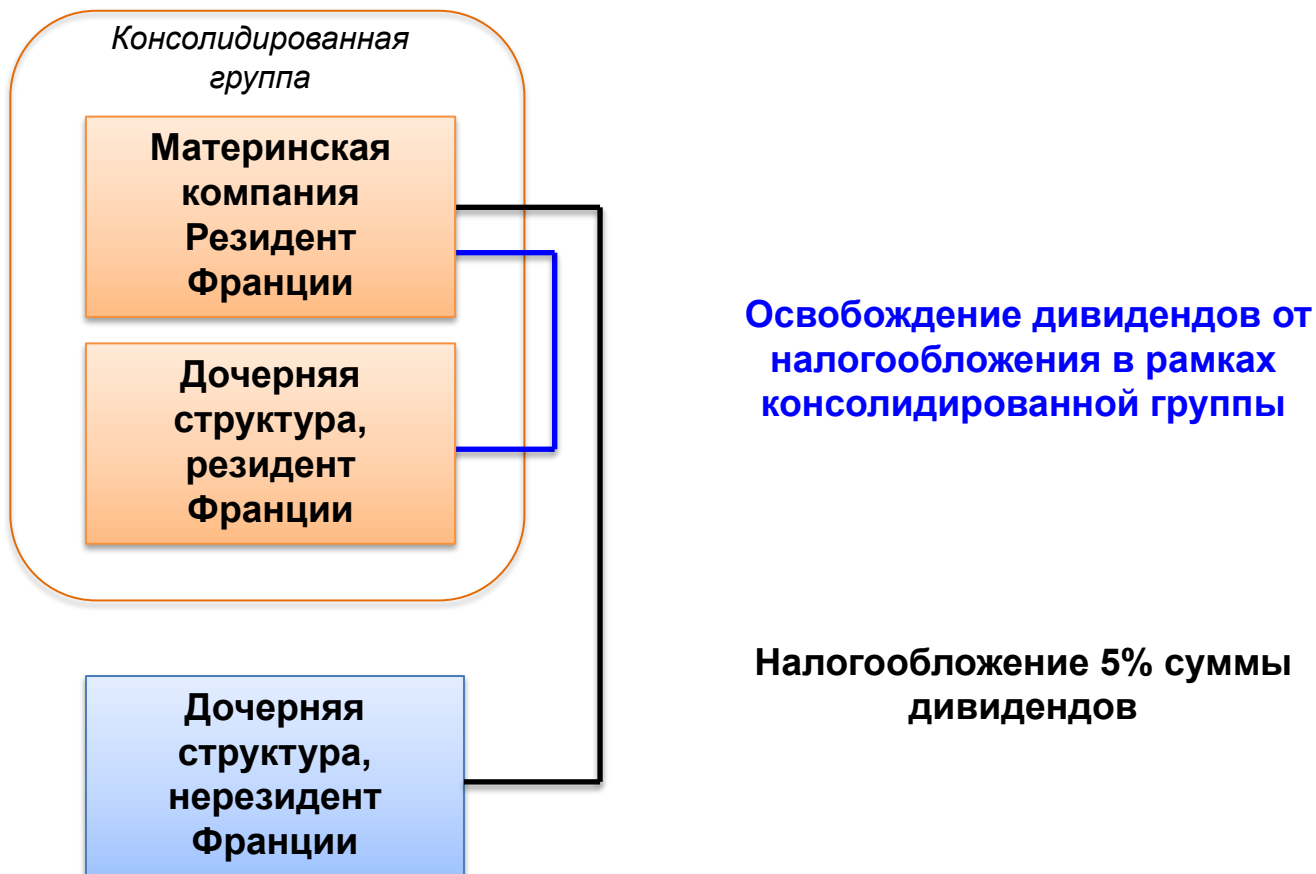 Консолидированная
группа
Материнская
компания
Резидент
Франции
Дочерняя
структура,
резидент
Франции
Освобождение дивидендов от
налогообложения в рамках
консолидированной группы
Налогообложение 5% суммы
дивидендов
Дочерняя
структура,
нерезидент
Франции